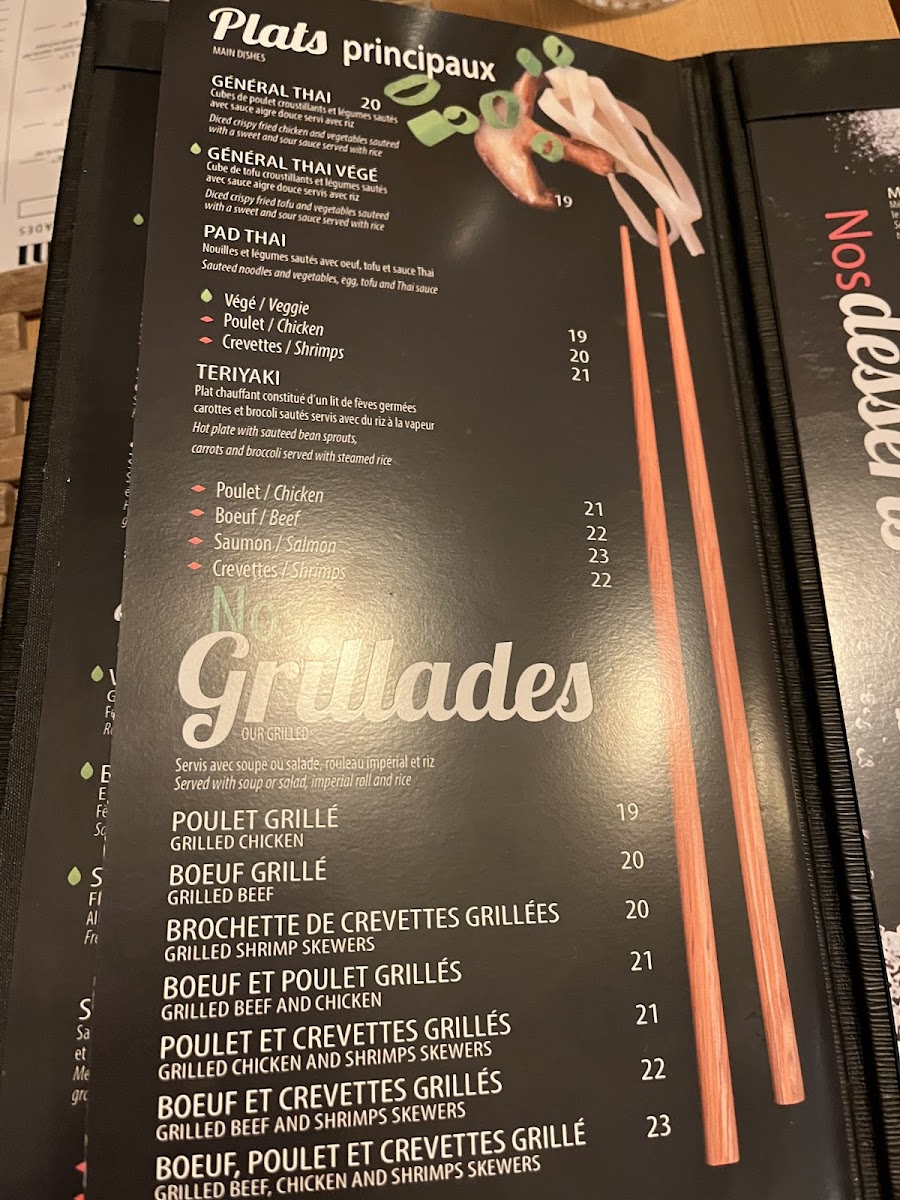 Plats principaux
MAIN DISHES
GÉNÉRAL THAI 20
Cubes de poulet croustillants et légumes sautés
avec sauce aigre douce servi avec riz
Diced crispy fried chicken and vegetables sauteed
with a sweet and sour sauce served with rice
GÉNÉRAL THAI VÉGÉ 19
Cube de tofu croustillants et légumes sautés
avec sauce aigre douce servis avec riz
Diced crispy fried tofu and vegetables sauteed
with a sweet and sour sauce served with rice
PAD THAI
Nouilles et légumes sautés avec oeuf, tofu et sauce Thai
Sauteed noodles and vegetables, egg, tofu and Thai sauce
Végé / Veggie 19
Poulet / Chicken 20
Crevettes / Shrimps 21
TERIYAKI
Plat chauffant constitué d'un lit de fèves germées
carottes et brocoli sautés servis avec du riz à la vapeur
Hot plate with sauteed bean sprouts,
carrots and broccoli served with steamed rice
Poulet / Chicken 21
Boeuf / Beef 22
Saumon / Salmon 23
Crevettes / Shrimps 22
Nos
Grillades
OUR GRILLED
Servis avec soupe ou salade, rouleau impérial et riz
Served with soup or salad, imperial roll and rice
POULET GRILLÉ 19
GRILLED CHICKEN
BOEUF GRILLÉ 20
GRILLED BEEF
BROCHETTE DE CREVETTES GRILLÉES 20
GRILLED SHRIMP SKEWERS
BOEUF ET POULET GRILLÉS 21
GRILLED BEEF AND CHICKEN
POULET ET CREVETTES GRILLÉS 21
GRILLED CHICKEN AND SHRIMPS SKEWERS
BOEUF ET CREVETTES GRILLÉS 22
GRILLED BEEF AND SHRIMPS SKEWERS
BOEUF, POULET ET CREVETTES GRILLÉ 23
GRILLED BEEF, CHICKEN AND SHRIMPS SKEWERS
Nos